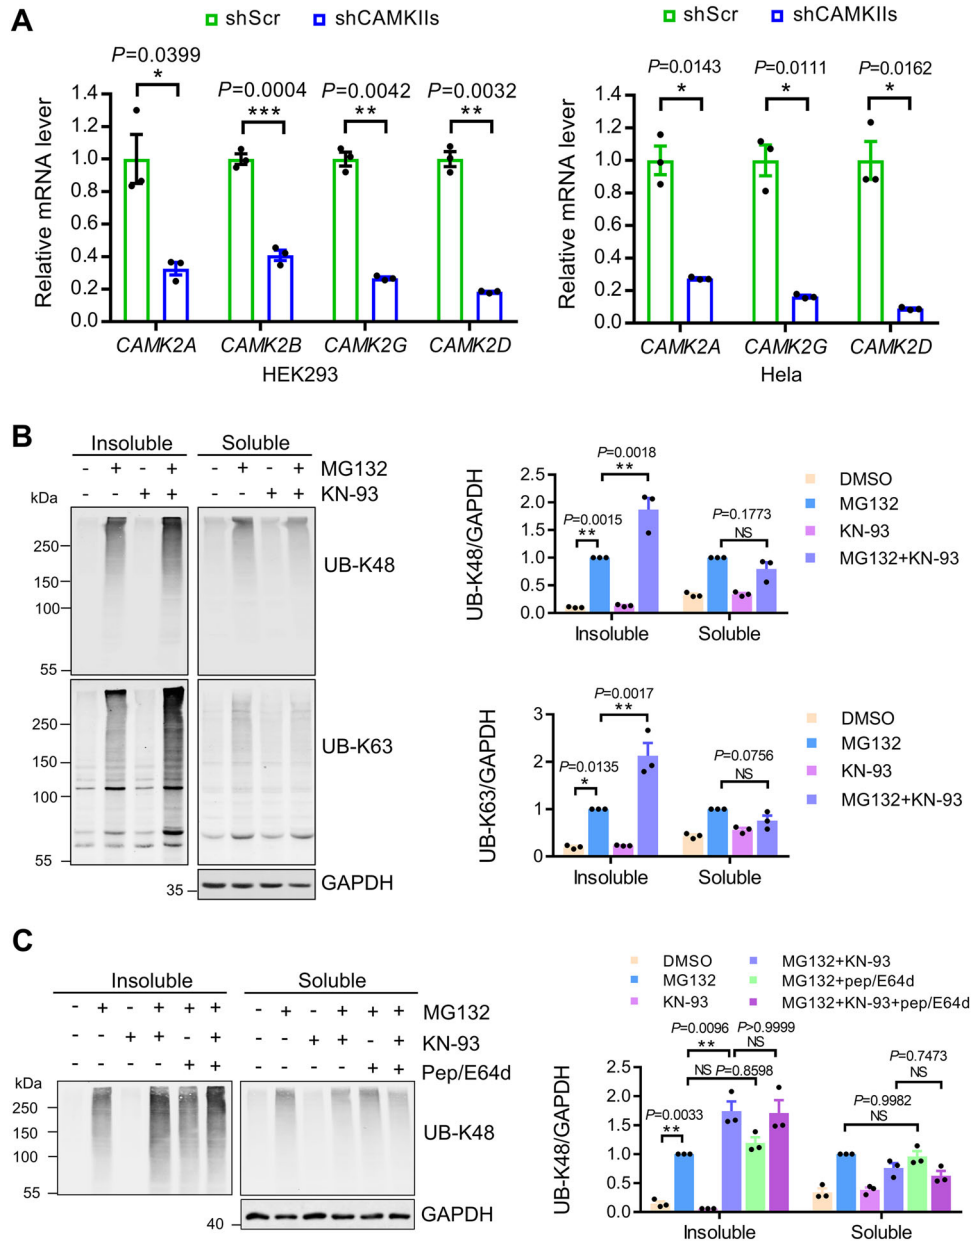 A
shScr shCAMKIIs
P=0.0399
*
P=0.0004
***
P=0.0042
**
P=0.0032
**
Relative mRNA lever
1.4
1.2
1.0
0.8
0.6
0.4
0.2
0.0
CAMK2A CAMK2B CAMK2G CAMK2D
HEK293
shScr shCAMKIIs
P=0.0143
*
P=0.0111
*
P=0.0162
*
Relative mRNA lever
1.4
1.2
1.0
0.8
0.6
0.4
0.2
0.0
CAMK2A CAMK2G CAMK2D
Hela
B
Insoluble Soluble
- + - + - + - + MG132
- - + + - - + + KN-93
kDa
250
150
100
55
UB-K48
250
150
100
55
UB-K63
35
GAPDH
UB-K48/GAPDH
2.5
2.0
1.5
1.0
0.5
0.0
P=0.0015
**
P=0.0018
**
P=0.1773
NS
Insoluble Soluble
DMSO
MG132
KN-93
MG132+KN-93
UB-K63/GAPDH
3
2
1
0
P=0.0135
*
P=0.0017
**
P=0.0756
NS
Insoluble Soluble
DMSO
MG132
KN-93
MG132+KN-93
C
Insoluble Soluble
- + - + + + - + - + + + MG132
- - + + - + - - + + - + KN-93
- - - - + + - - - - + + Pep/E64d
kDa
250
150
100
55
UB-K48
40
GAPDH
DMSO MG132+KN-93
MG132 MG132+pep/E64d
KN-93 MG132+KN-93+pep/E64d
UB-K48/GAPDH
2.5
2.0
1.5
1.0
0.5
0.0
P=0.0033
**
P=0.0096
**
P>0.9999
NS
NS P=0.8598
P=0.9982
NS
P=0.7473
NS
Insoluble Soluble